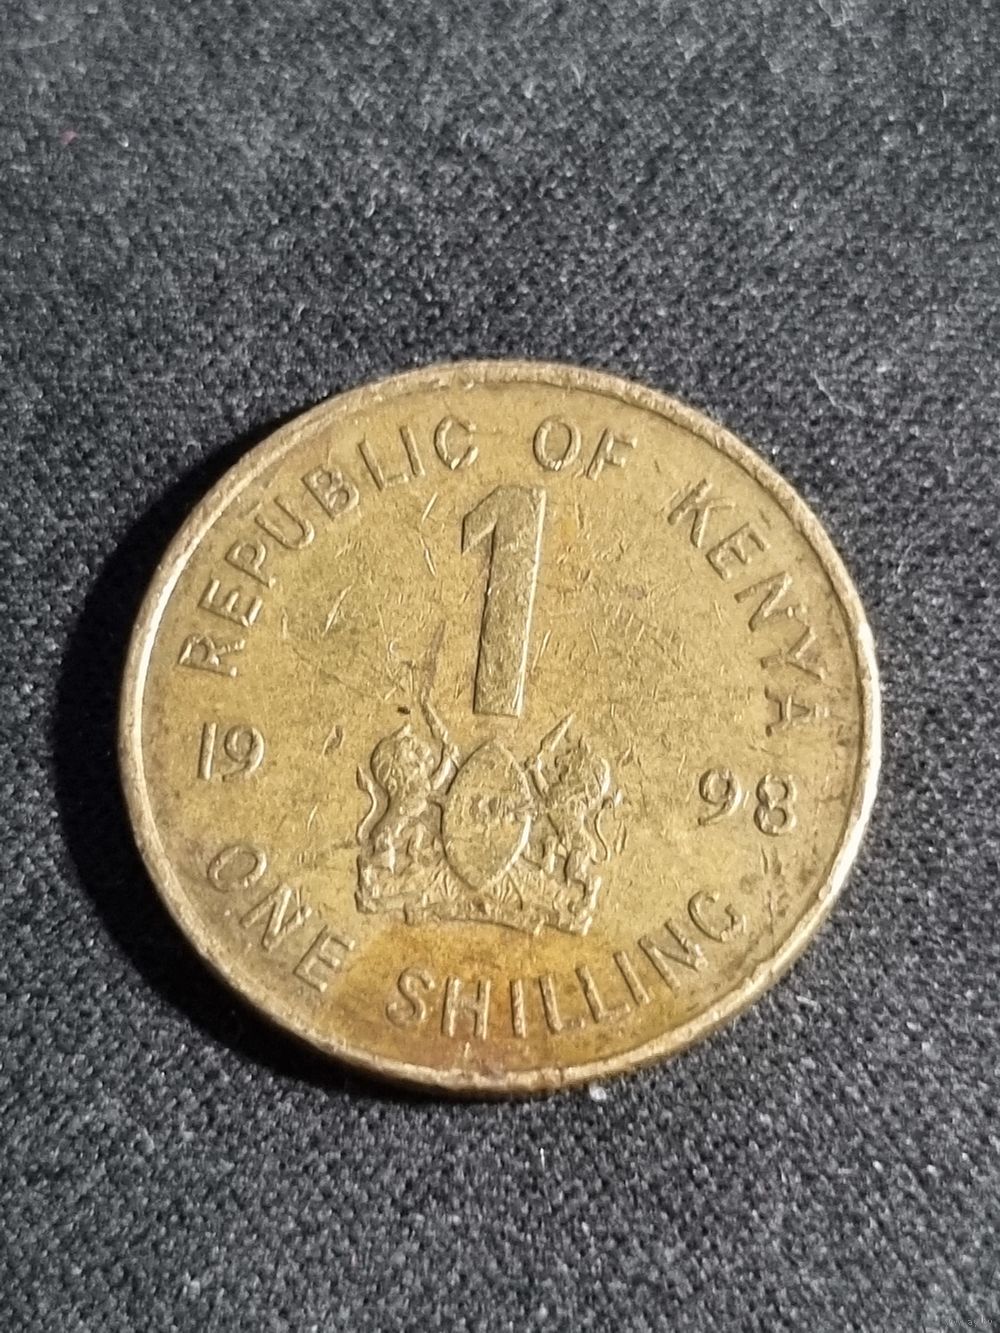 REPUBLIC OF KENYA
1
19 98
ONE SHILLING